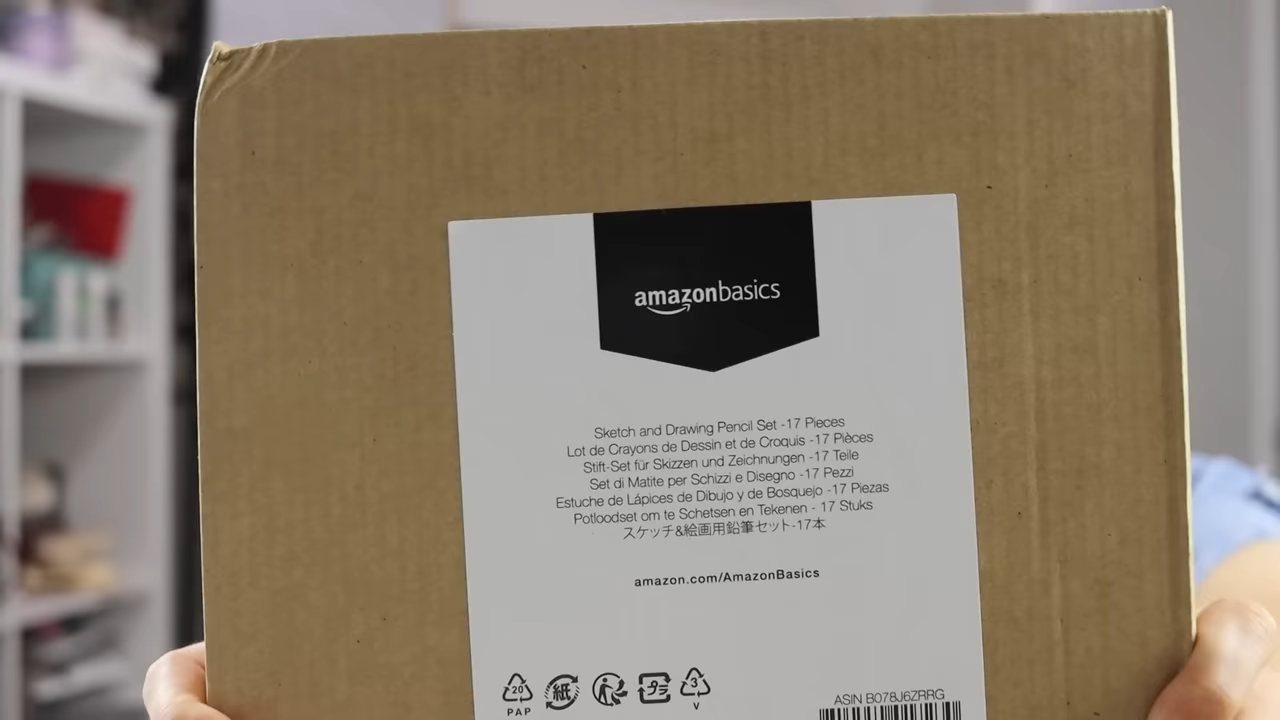 amazonbasics
Sketch and Drawing Pencil Set -17 Pieces
Lot de Crayons de Dessin et de Croquis -17 Pièces
Stift-Set für Skizzen und Zeichnungen -17 Teile
Set di Matite per Schizzi e Disegno -17 Pezzi
Estuche de Lápices de Dibujo y de Bosquejo -17 Piezas
Potloodset om te Schetsen en Tekenen - 17 Stuks
スケッチ&絵画用鉛筆セット-17本
amazon.com/AmazonBasics
20 紙 プラ 3
PAP V
ASIN B078J6ZRRG